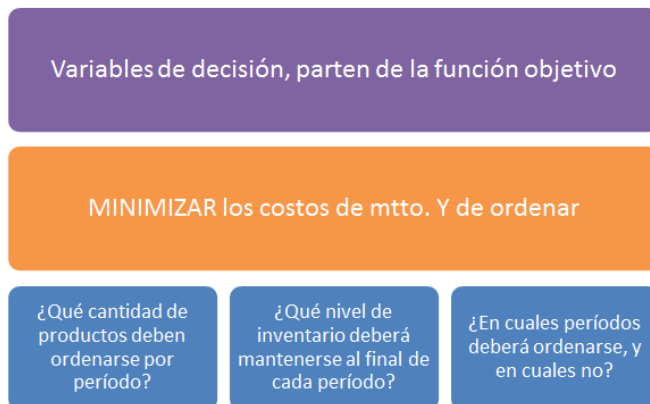 Variables de decisión, parten de la función objetivo
MINIMIZAR los costos de mtto. Y de ordenar
¿Qué cantidad de
productos deben
ordenarse por
período?
¿Qué nivel de
inventario deberá
mantenerse al final de
cada período?
¿En cuales períodos
deberá ordenarse, y
en cuales no?